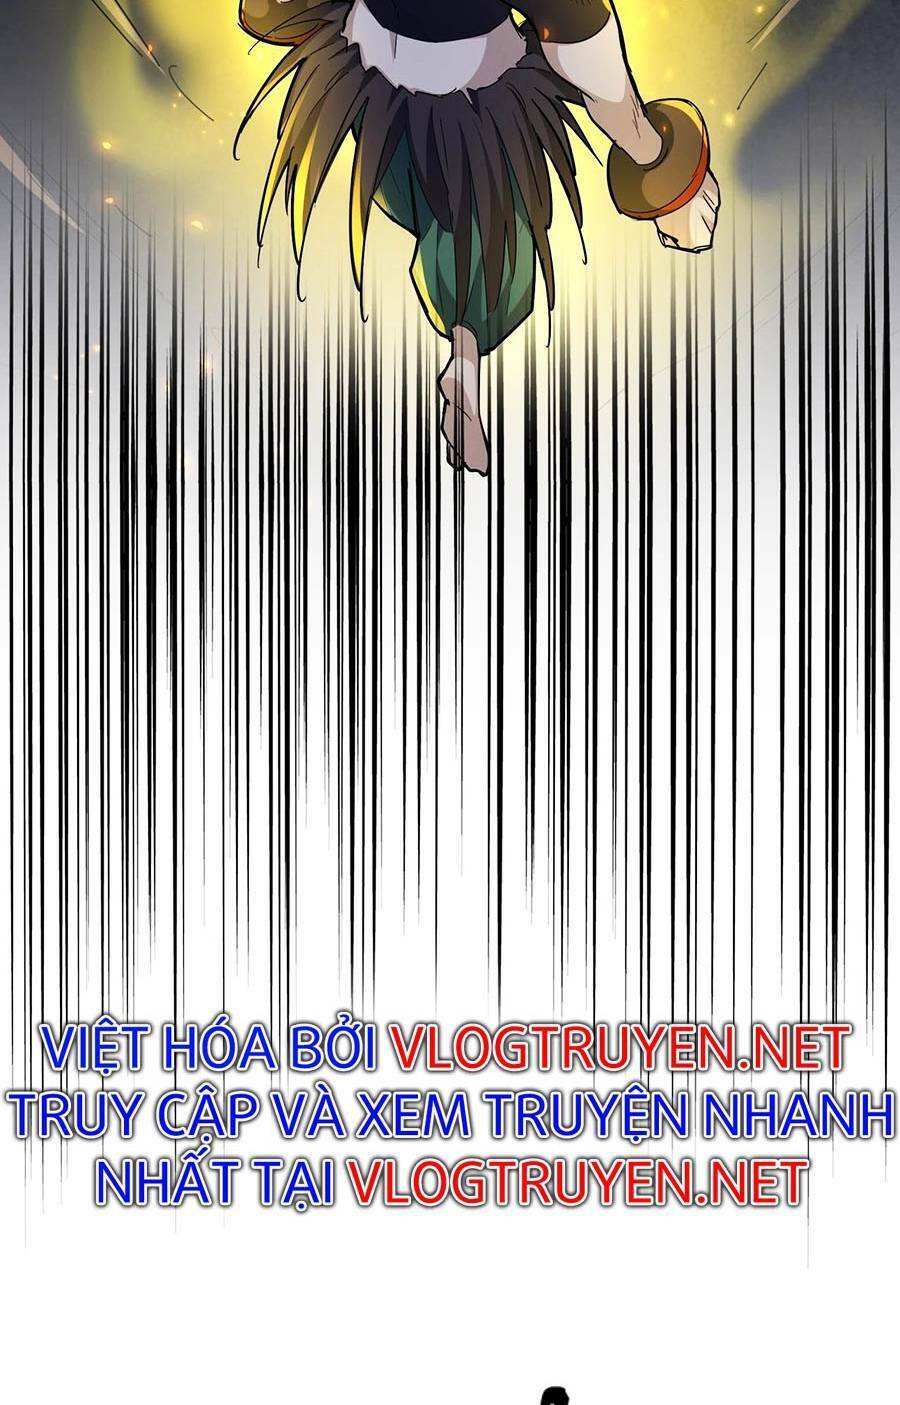 VIỆT HÓA BỞI VLOGTRUYEN.NET
TRUY CẬP VÀ XEM TRUYỆN NHANH
NHẤT TẠI VLOGTRUYEN.NET